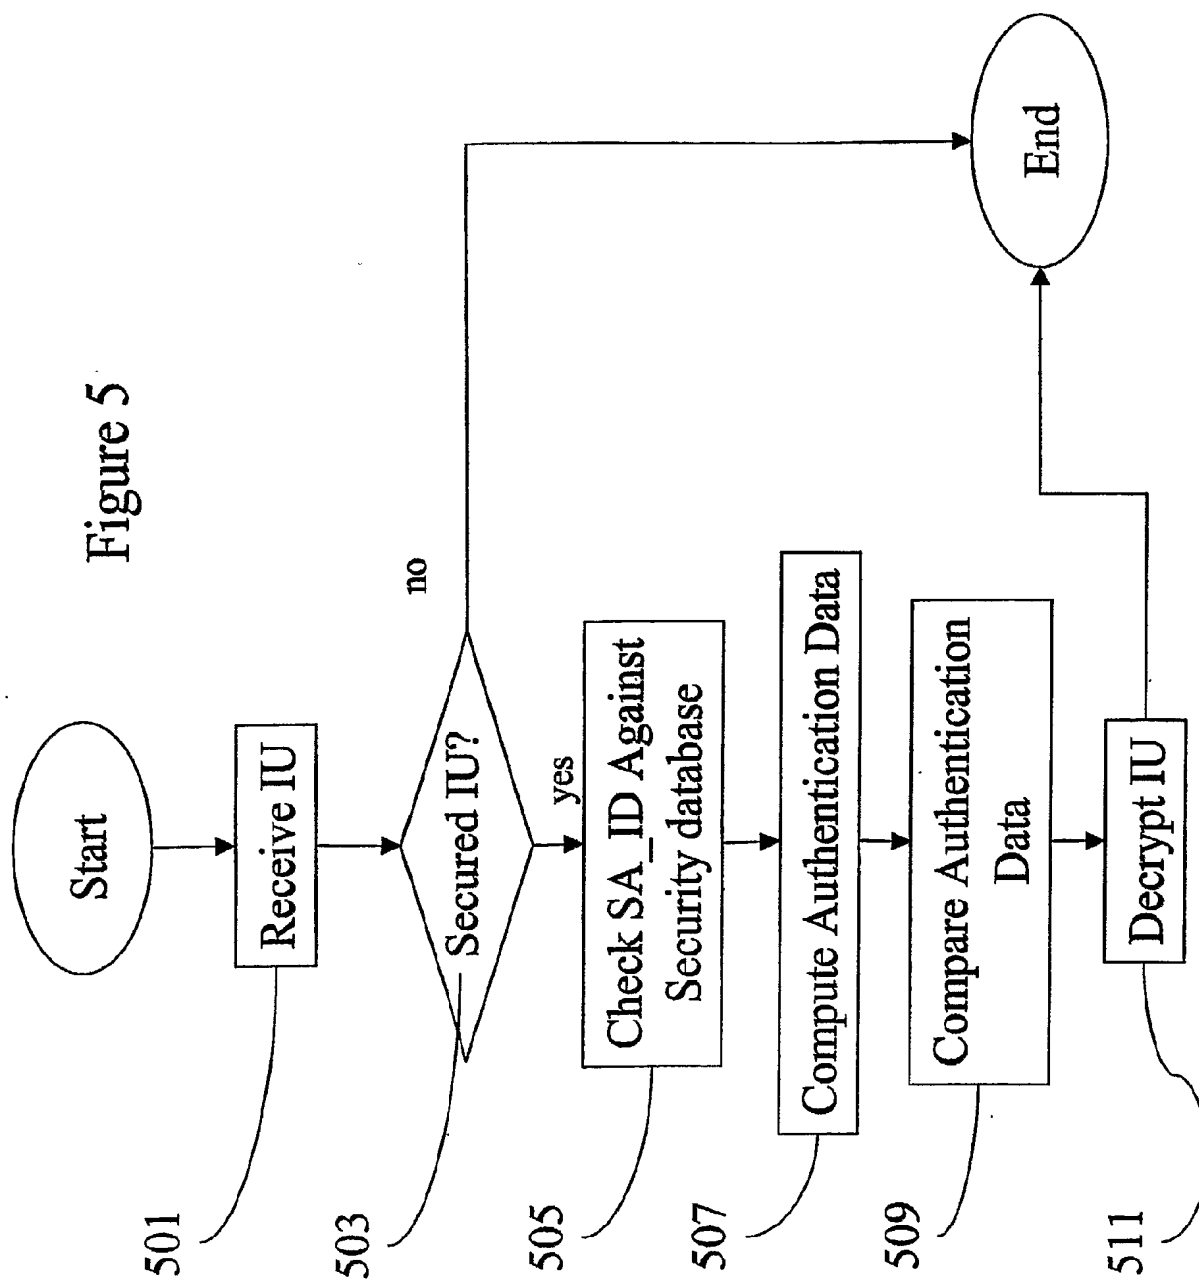 Figure 5
Start
501
Receive IU
503
Secured IU?
no
yes
505
Check SA_ID Against
Security database
507
Compute Authentication Data
509
Compare Authentication
Data
511
Decrypt IU
End